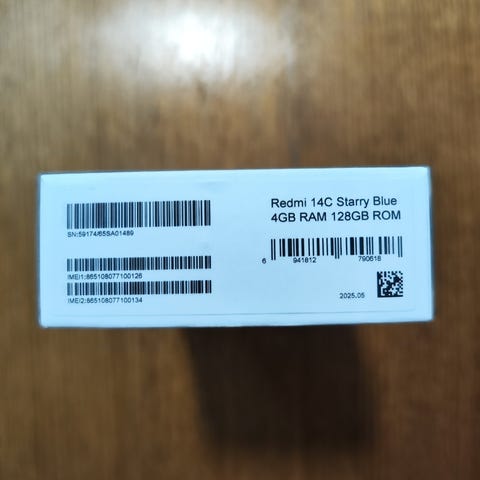 Redmi 14C Starry Blue
4GB RAM 128GB ROM
SN:59174/65SA01489
6 941812 790618
IMEI1:865108077100126
IMEI2:865108077100134
2025.05